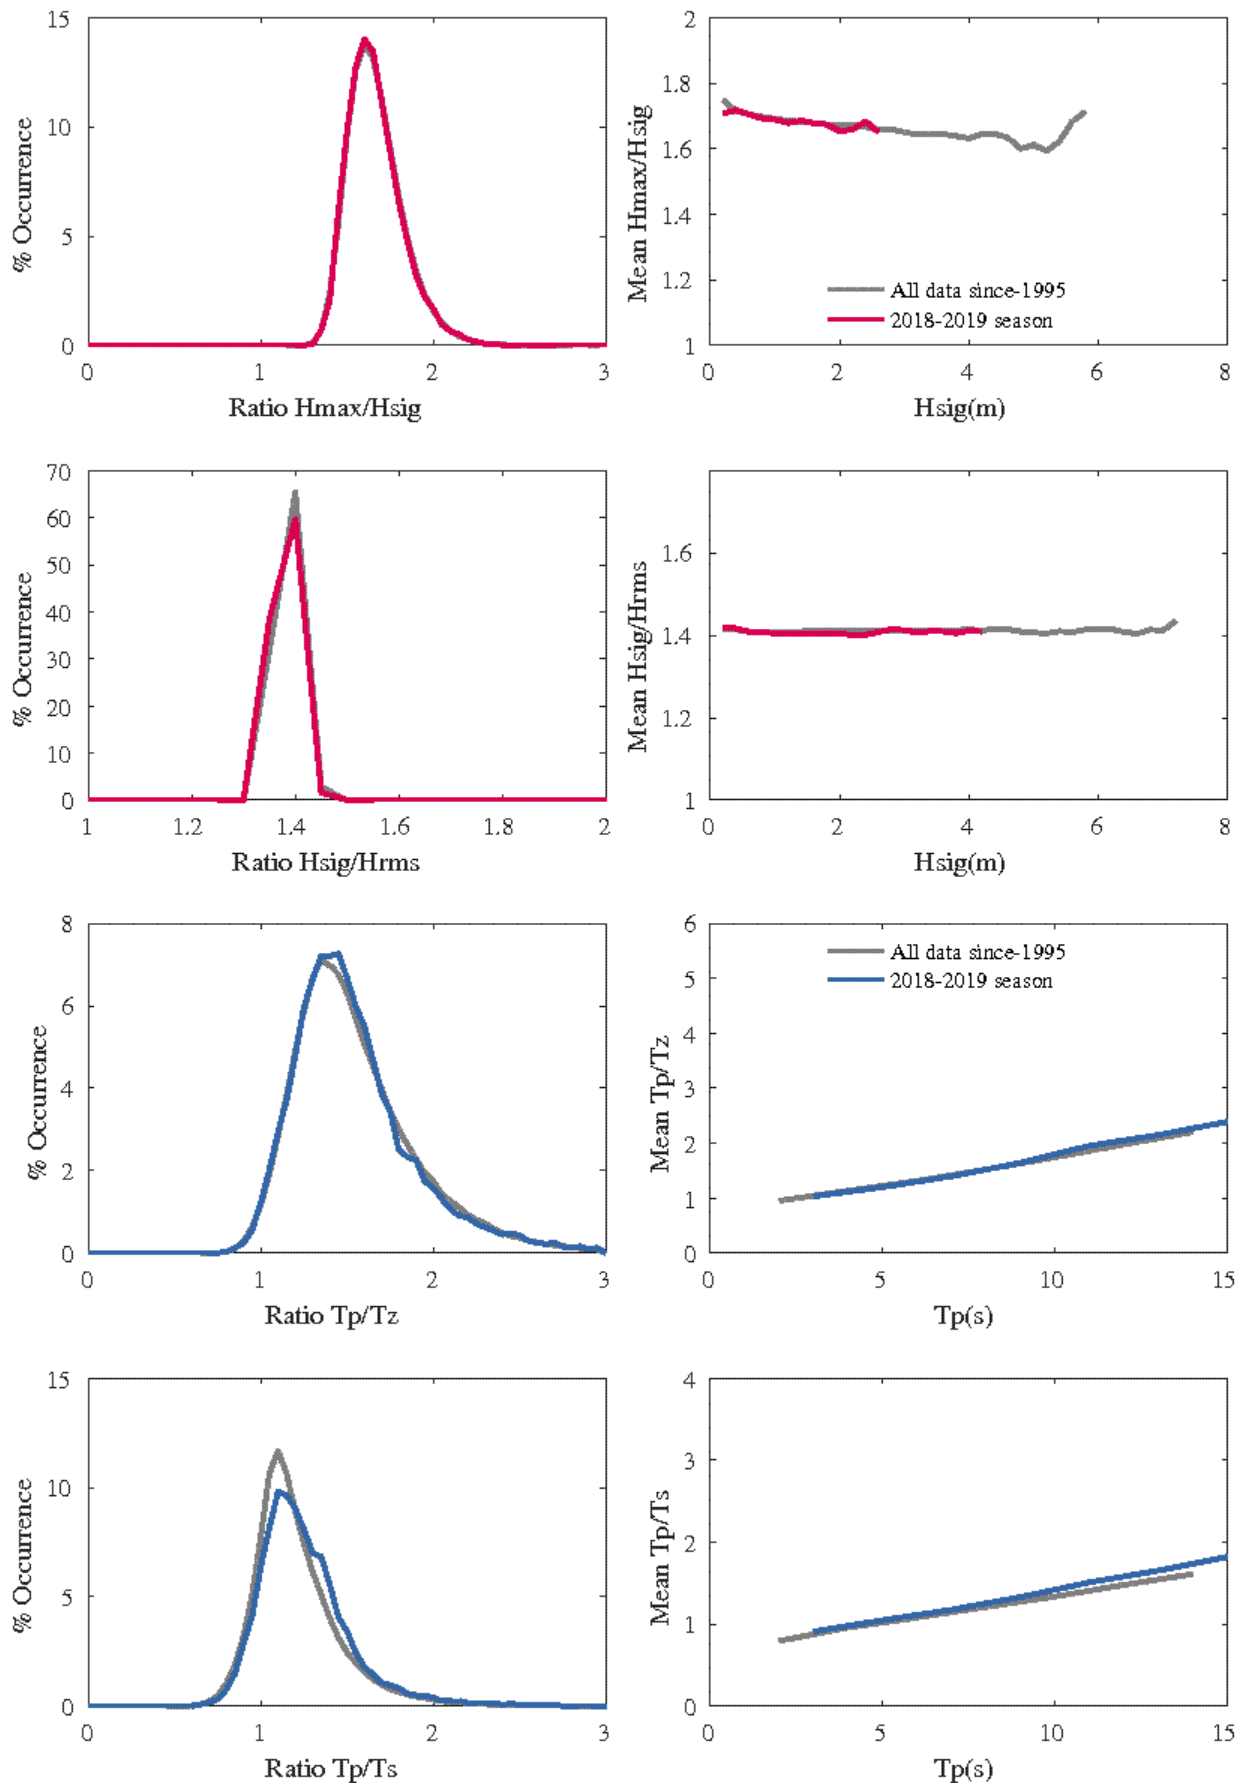 15
10
5
0
% Occurrence
0 1 2 3
Ratio Hmax/Hsig
2
1.8
1.6
1.4
1.2
1
Mean Hmax/Hsig
All data since-1995
2018-2019 season
0 2 4 6 8
Hsig(m)
70
60
50
40
30
20
10
0
% Occurrence
1 1.2 1.4 1.6 1.8 2
Ratio Hsig/Hrms
1.6
1.4
1.2
1
Mean Hsig/Hrms
0 2 4 6 8
Hsig(m)
8
6
4
2
0
% Occurrence
0 1 2 3
Ratio Tp/Tz
6
5
4
3
2
1
0
Mean Tp/Tz
All data since-1995
2018-2019 season
0 5 10 15
Tp(s)
15
10
5
0
% Occurrence
0 1 2 3
Ratio Tp/Ts
4
3
2
1
0
Mean Tp/Ts
0 5 10 15
Tp(s)